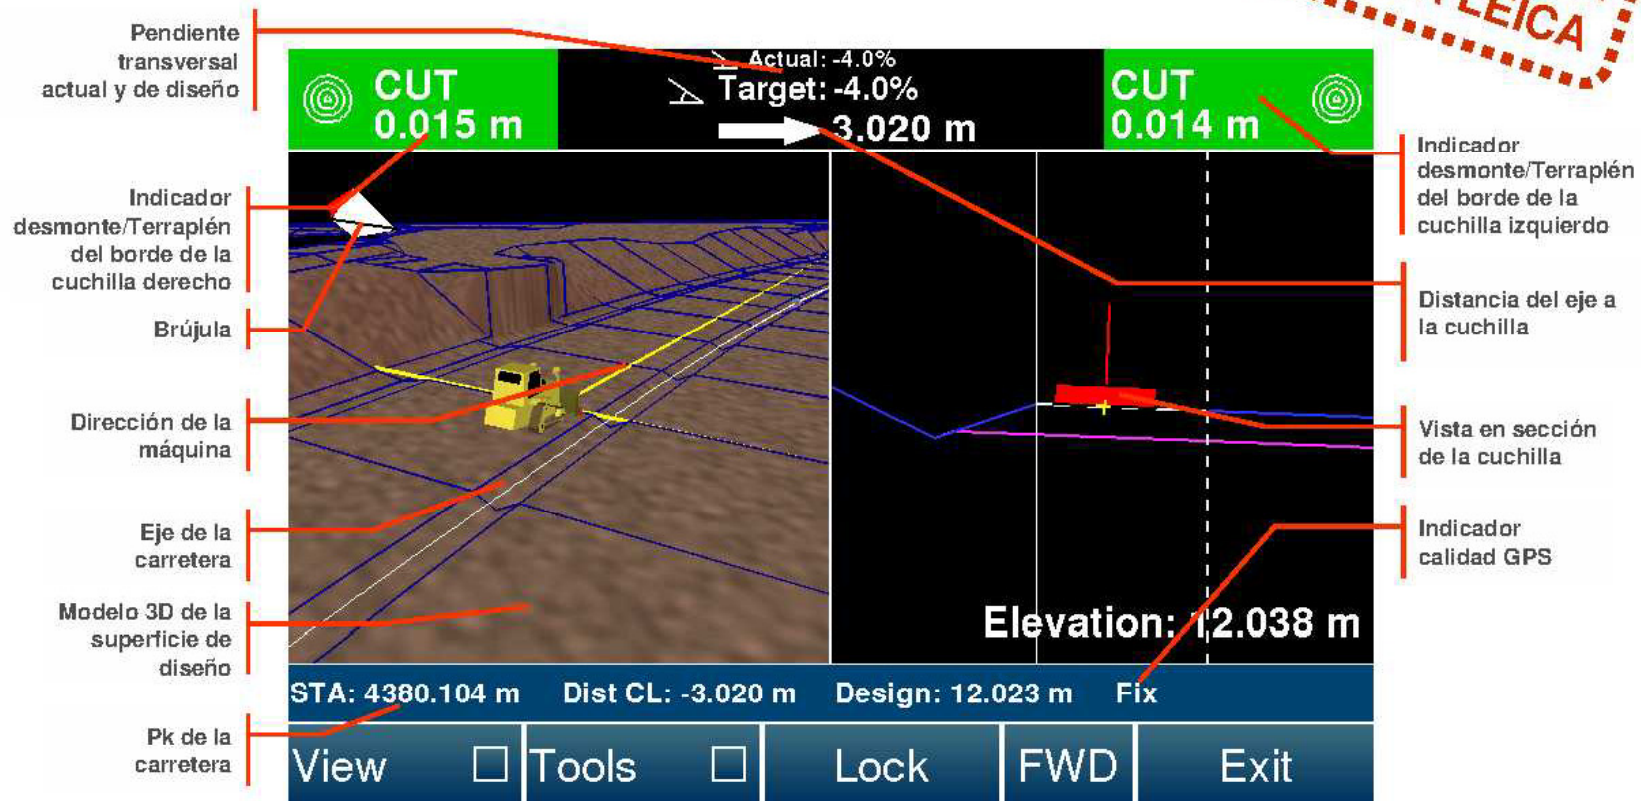 LEICA
Pendiente
transversal
actual y de diseño
CUT
0.015 m
Actual: -4.0%
Target: -4.0%
3.020 m
CUT
0.014 m
Indicador
desmonte/Terraplén
del borde de la
cuchilla derecho
Brújula
Dirección de la
máquina
Eje de la
carretera
Modelo 3D de la
superficie de
diseño
Pk de la
carretera
Indicador
desmonte/Terraplén
del borde de la
cuchilla izquierdo
Distancia del eje a
la cuchilla
Vista en sección
de la cuchilla
Indicador
calidad GPS
Elevation: 12.038 m
STA: 4380.104 m Dist CL: -3.020 m Design: 12.023 m Fix
View Tools Lock FWD Exit